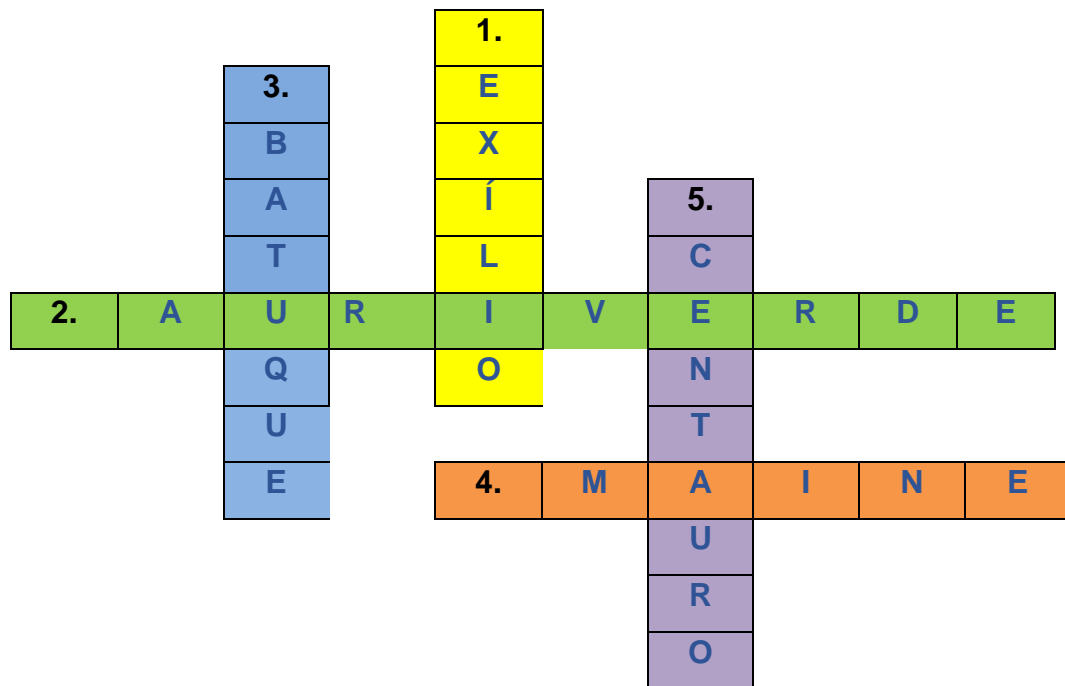 1.
3. E
B X
A Í 5.
T L C
2. A U R I V E R D E
Q O N
U T
E 4. M A I N E
U
R
O